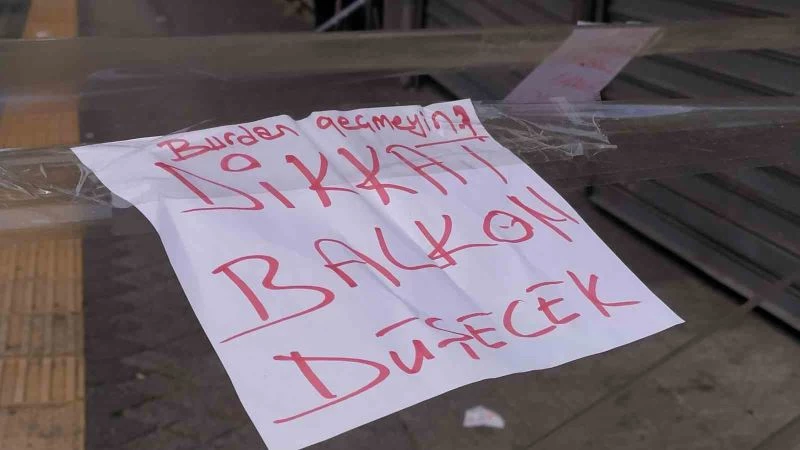 Burdan geçmeyin?
DİKKAT
BALKON
DÜŞECEK